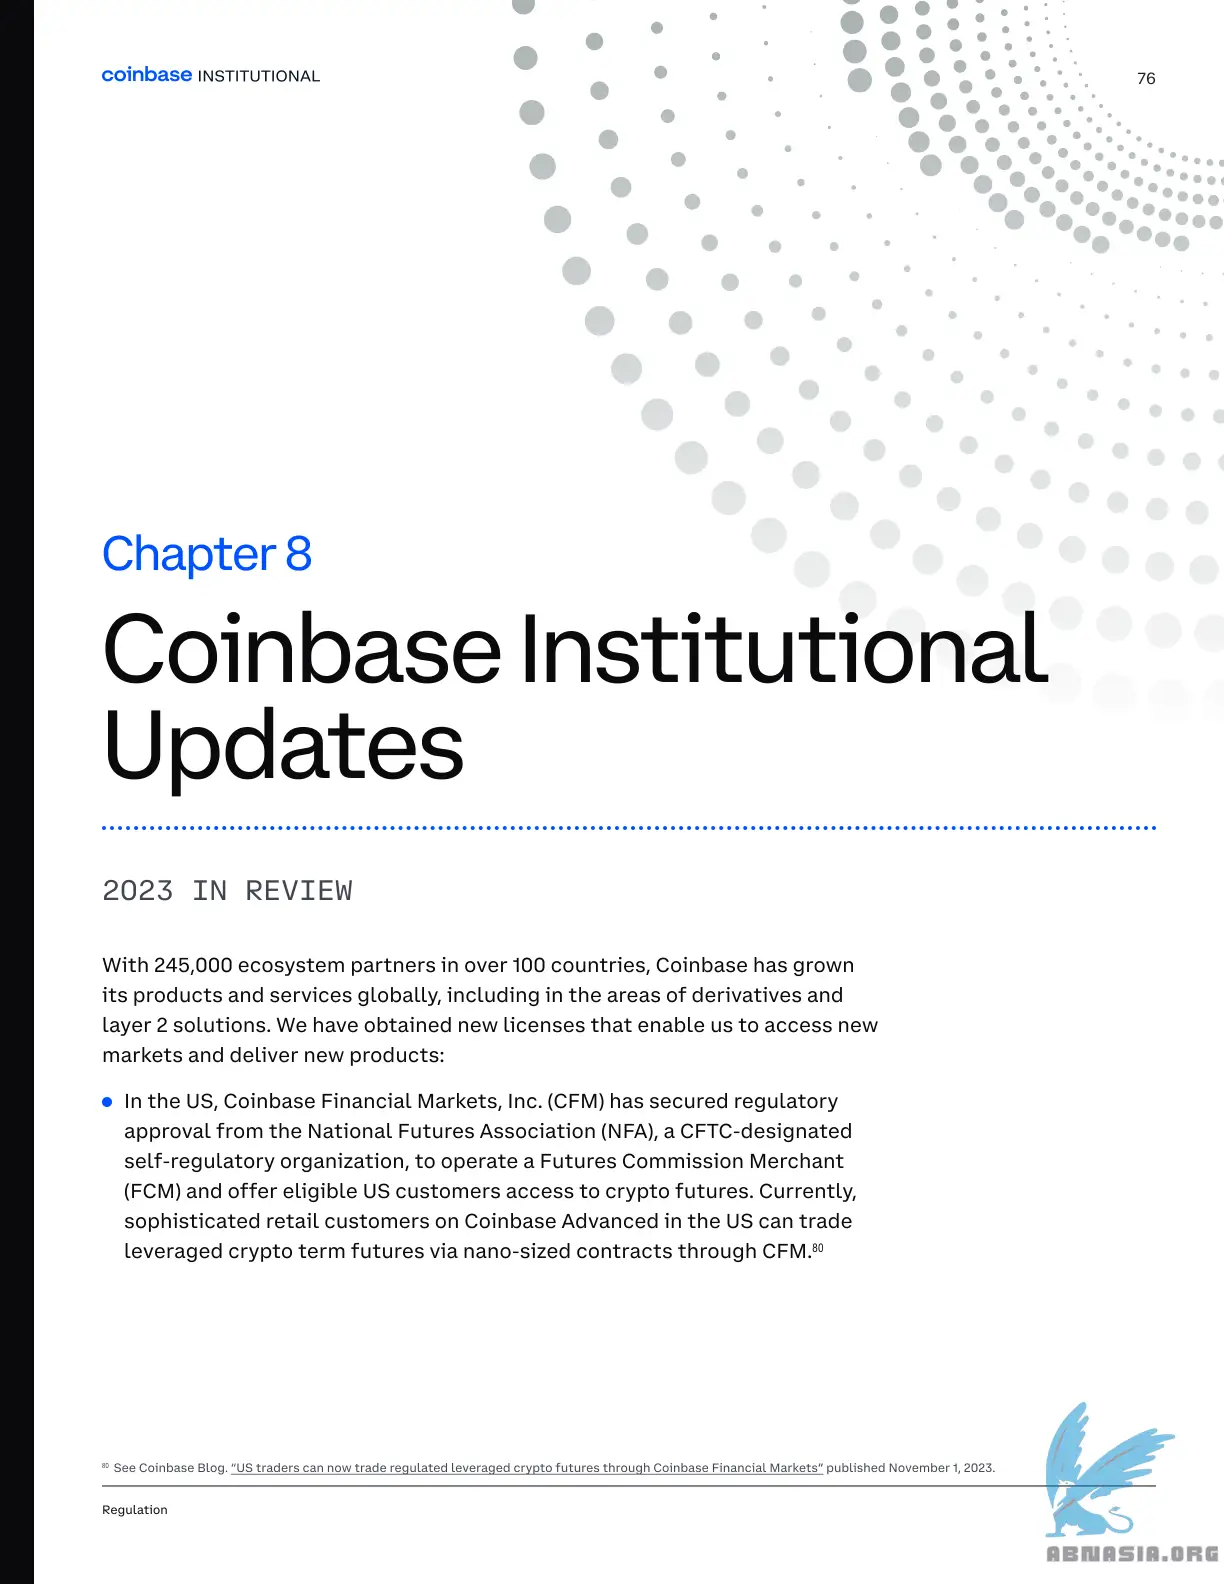 coinbase INSTITUTIONAL
76
Chapter 8
Coinbase Institutional
Updates
2023 IN REVIEW
With 245,000 ecosystem partners in over 100 countries, Coinbase has grown
its products and services globally, including in the areas of derivatives and
layer 2 solutions. We have obtained new licenses that enable us to access new
markets and deliver new products:
• In the US, Coinbase Financial Markets, Inc. (CFM) has secured regulatory
approval from the National Futures Association (NFA), a CFTC-designated
self-regulatory organization, to operate a Futures Commission Merchant
(FCM) and offer eligible US customers access to crypto futures. Currently,
sophisticated retail customers on Coinbase Advanced in the US can trade
leveraged crypto term futures via nano-sized contracts through CFM.80
80 See Coinbase Blog. “US traders can now trade regulated leveraged crypto futures through Coinbase Financial Markets” published November 1, 2023.
Regulation
ABNASIA.ORG